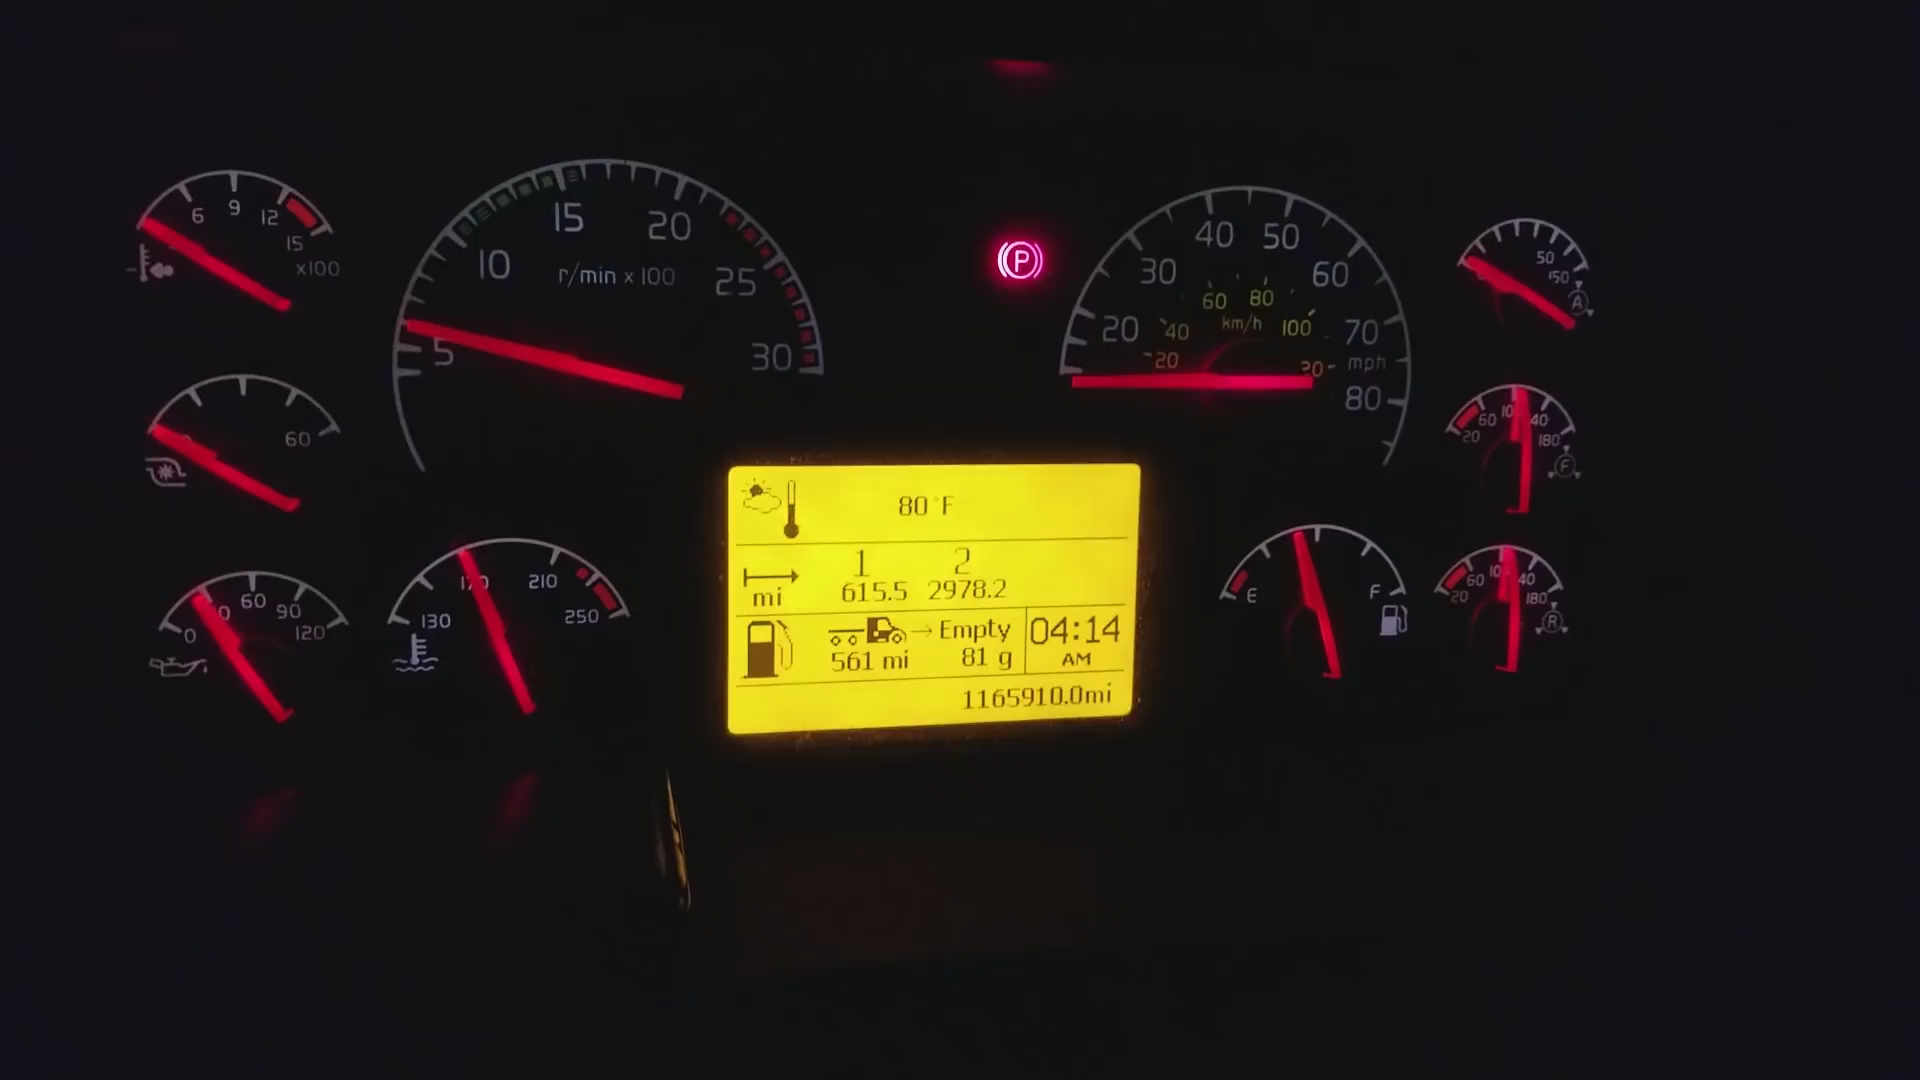 6 9 12 15
x100
5 10 15 20 25 30
r/min x 100
P
20 30 40 50 60 70 80
mph
20 40 60 80 100
km/h
50 150
A
60
20 60 40 180
F
0 60 90 120
130 210 250
E F
20 60 40 180
R
80°F
1 2
mi 615.5 2978.2
Empty
561 mi 81 g
04:14
AM
1165910.0mi